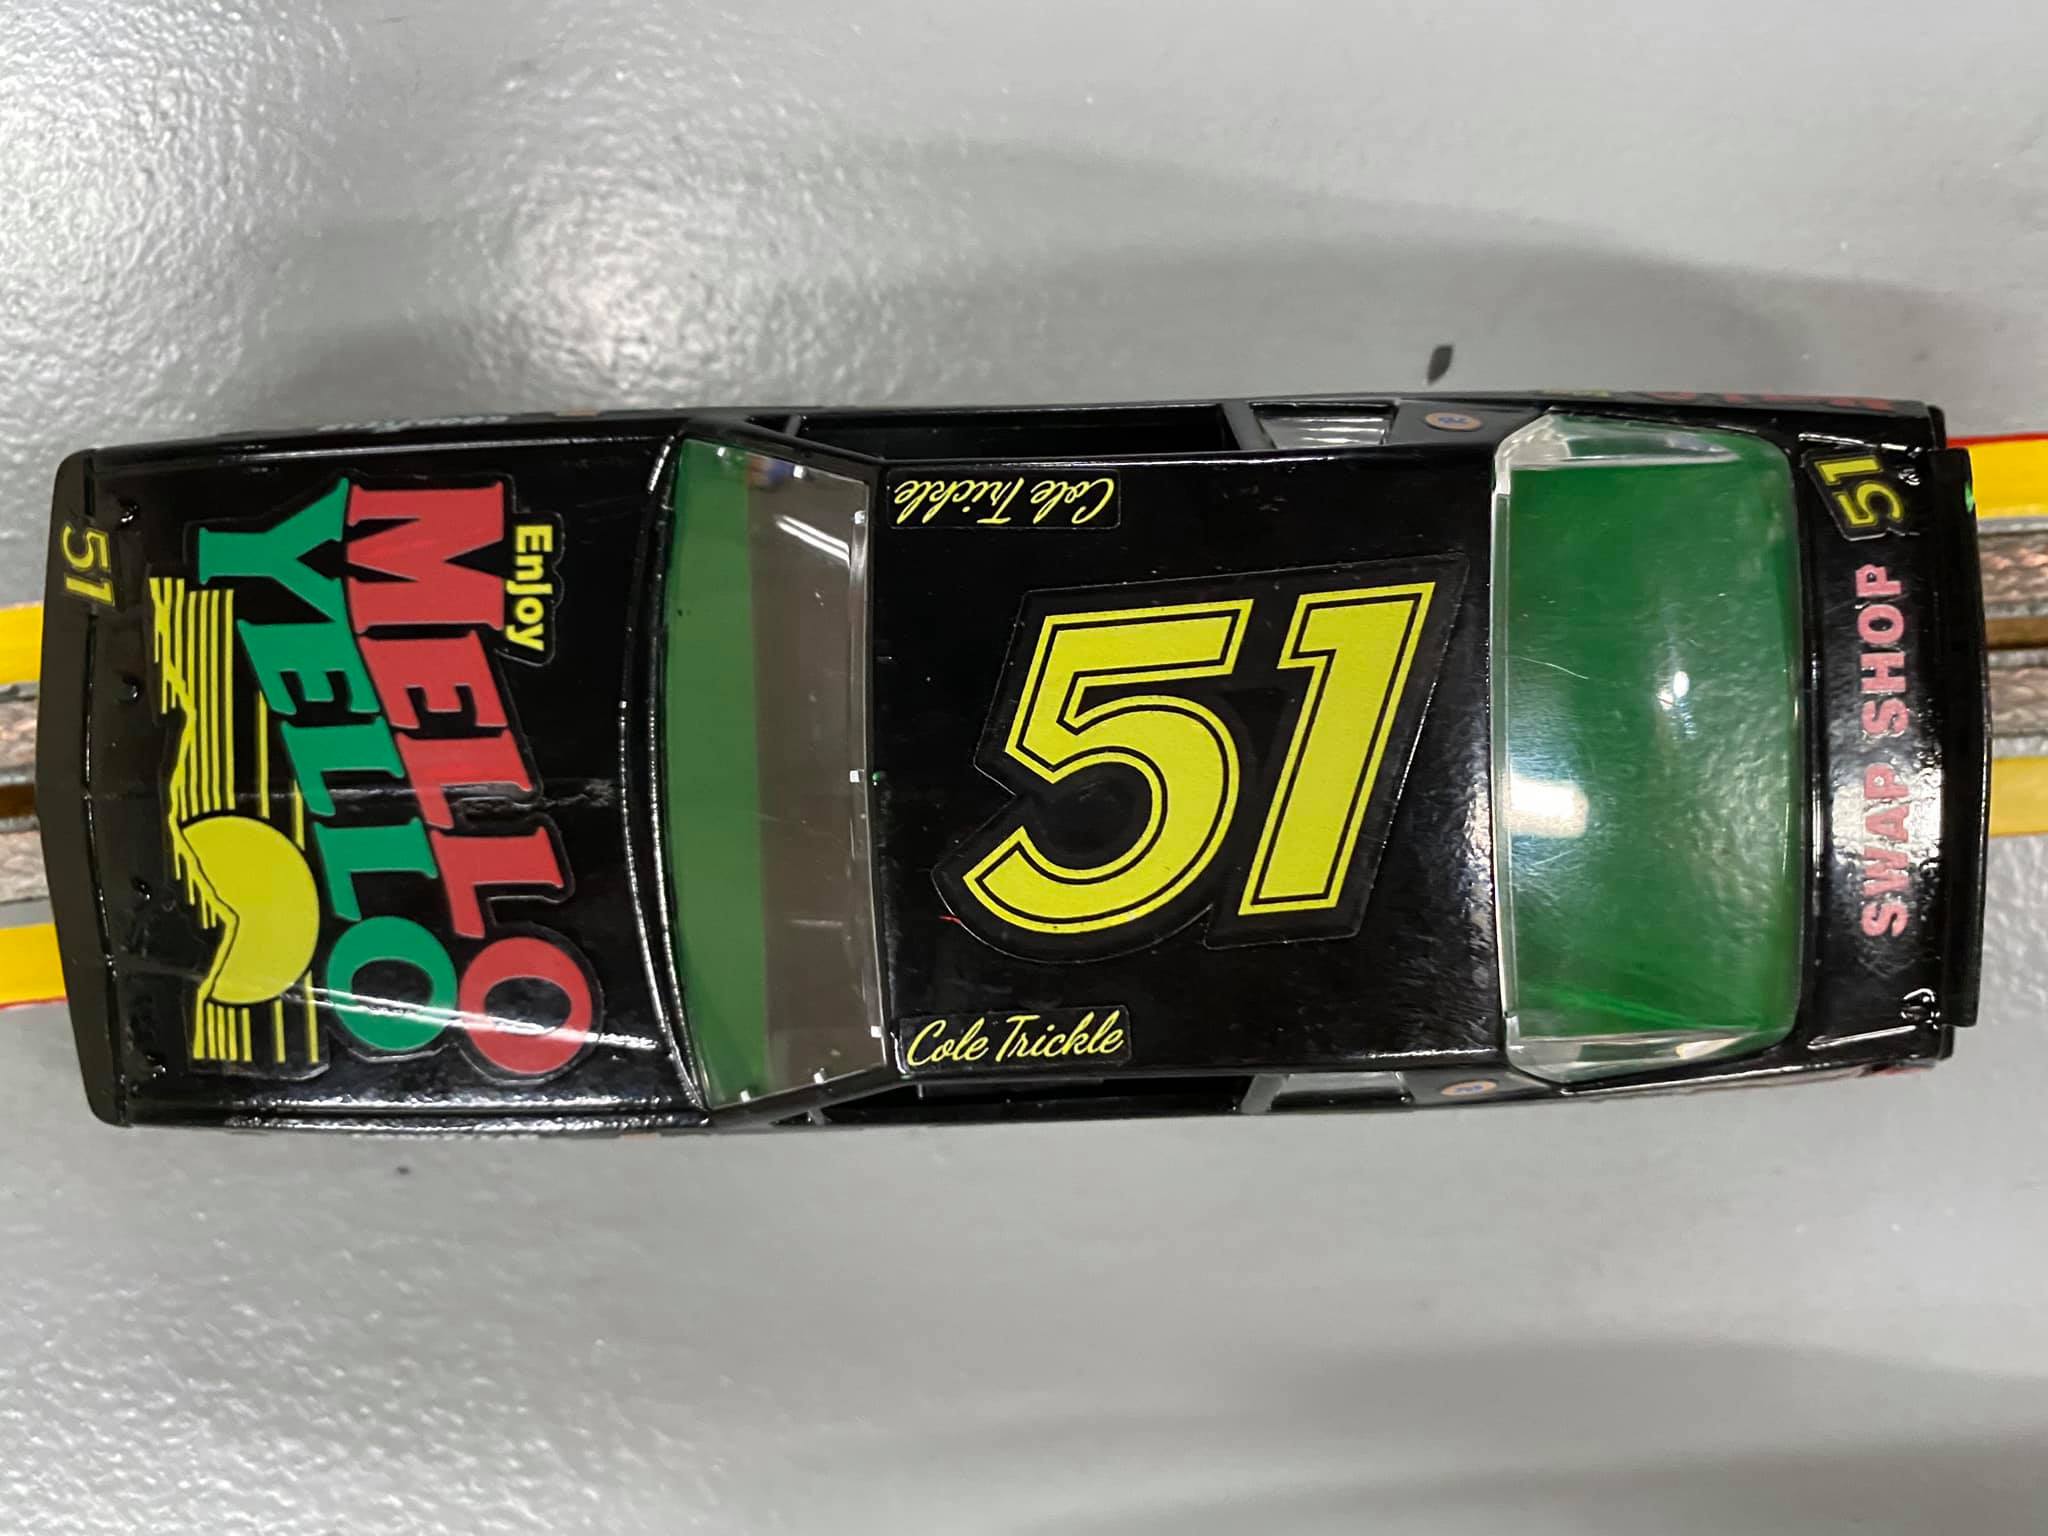 51
Enjoy
MELLO
YELLO
Cole Trickle
51
Cole Trickle
51
SWAP SHOP